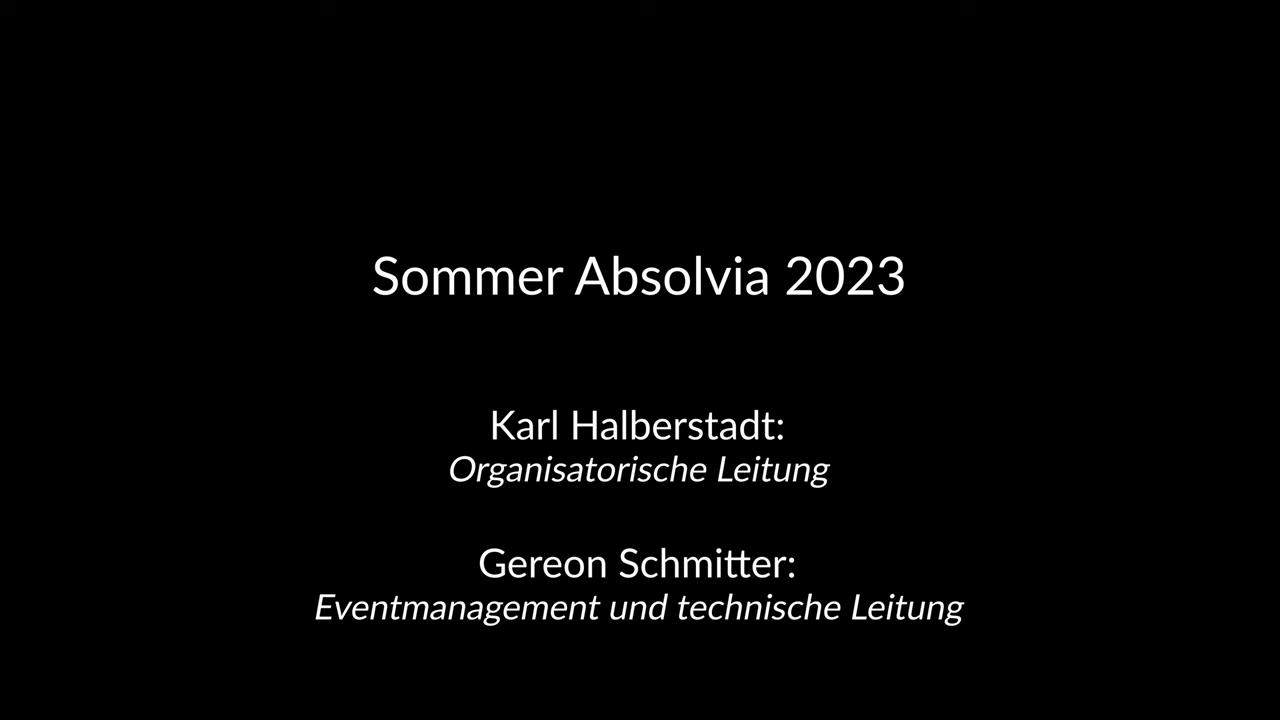 Sommer Absolvia 2023
Karl Halberstadt:
Organisatorische Leitung
Gereon Schmitter:
Eventmanagement und technische Leitung